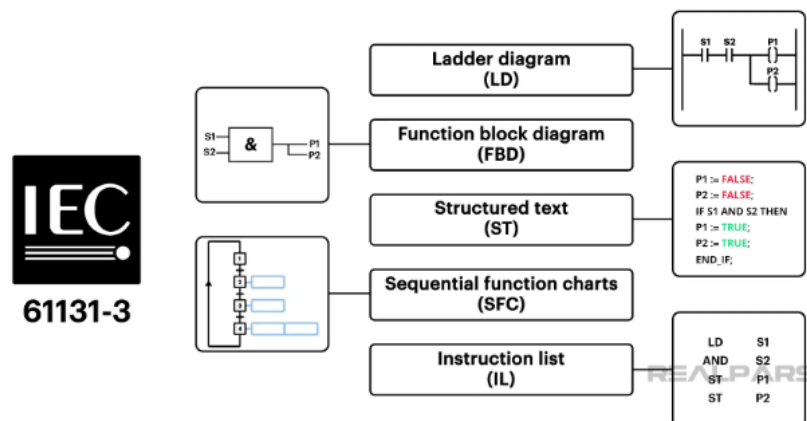 IEC
61131-3
Ladder diagram
(LD)
S1 S2 P1
P2
Function block diagram
(FBD)
S1
S2
&
P1
P2
Structured text
(ST)
P1 := FALSE;
P2 := FALSE;
IF S1 AND S2 THEN
P1 := TRUE;
P2 := TRUE;
END_IF;
Sequential function charts
(SFC)
1
2
3
4
Instruction list
(IL)
LD S1
AND S2
ST P1
ST P2
REALPARS